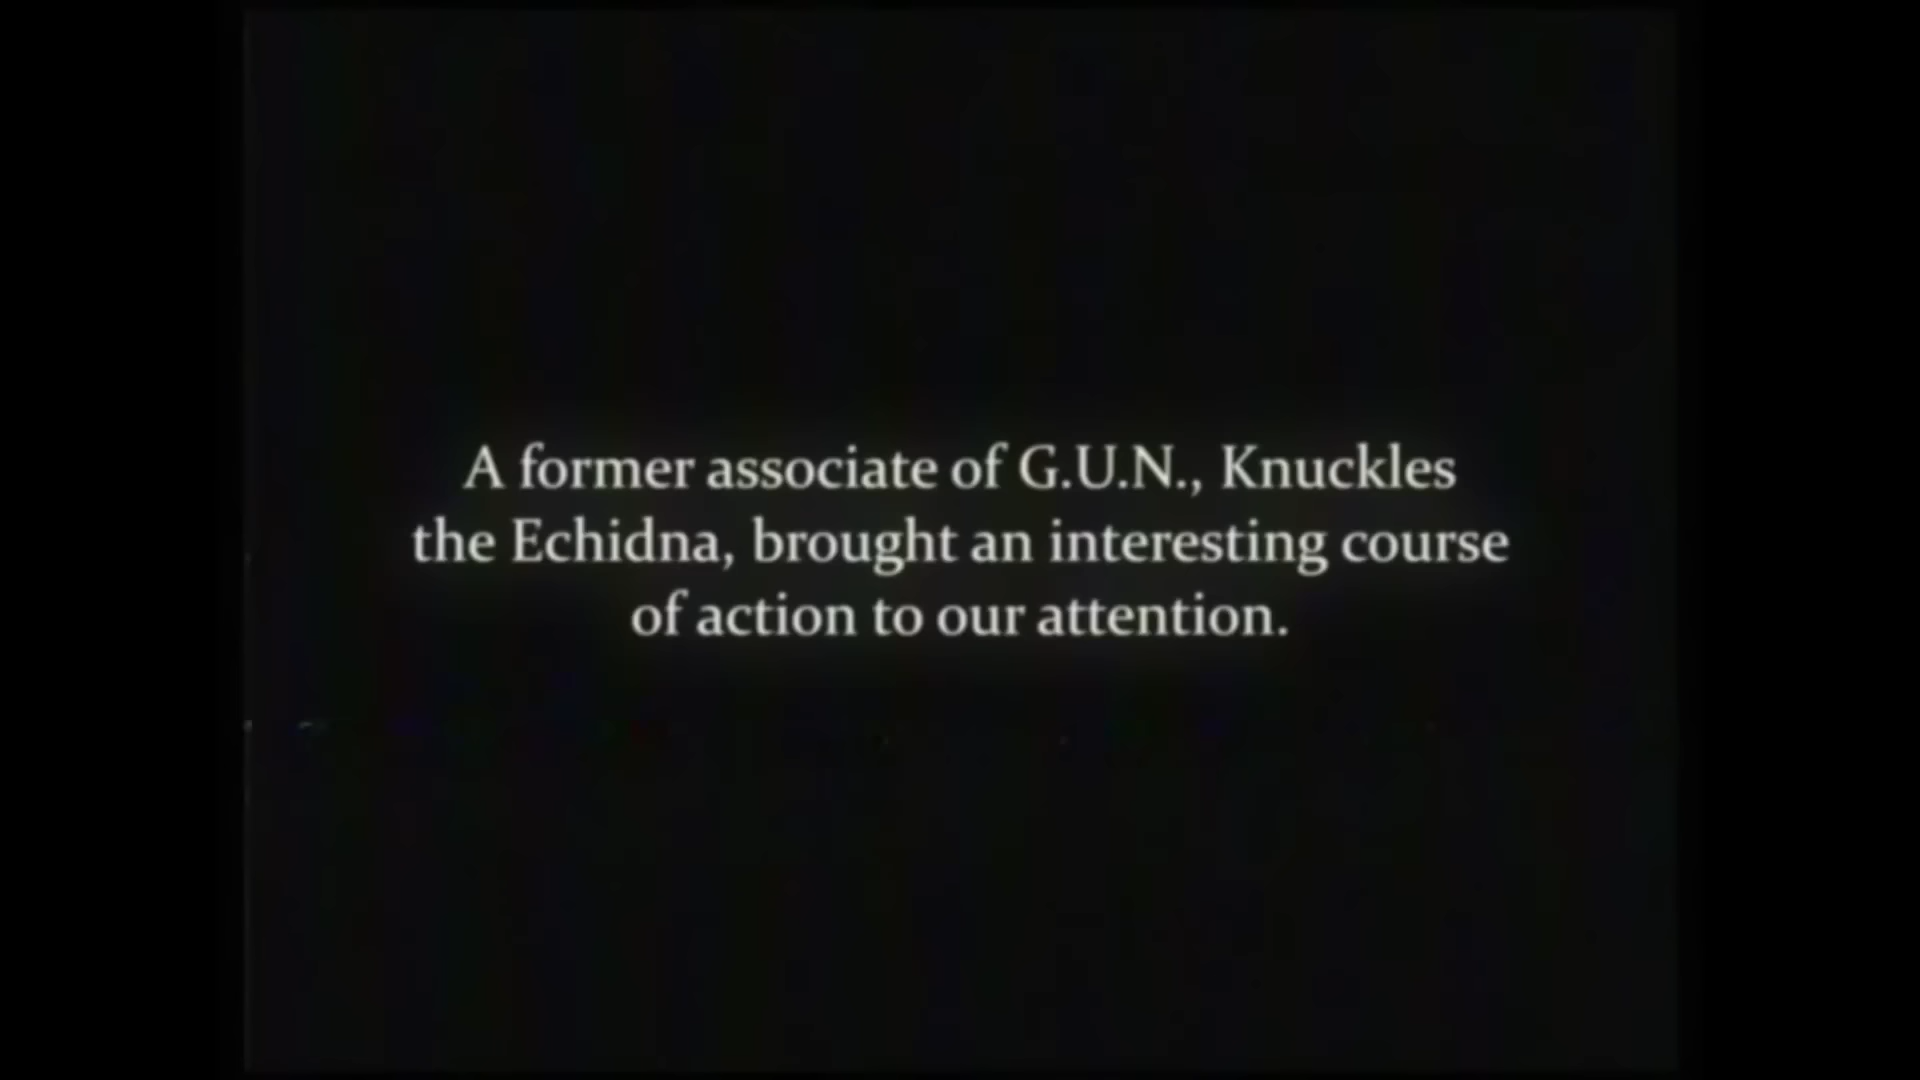 A former associate of G.U.N., Knuckles
the Echidna, brought an interesting course
of action to our attention.